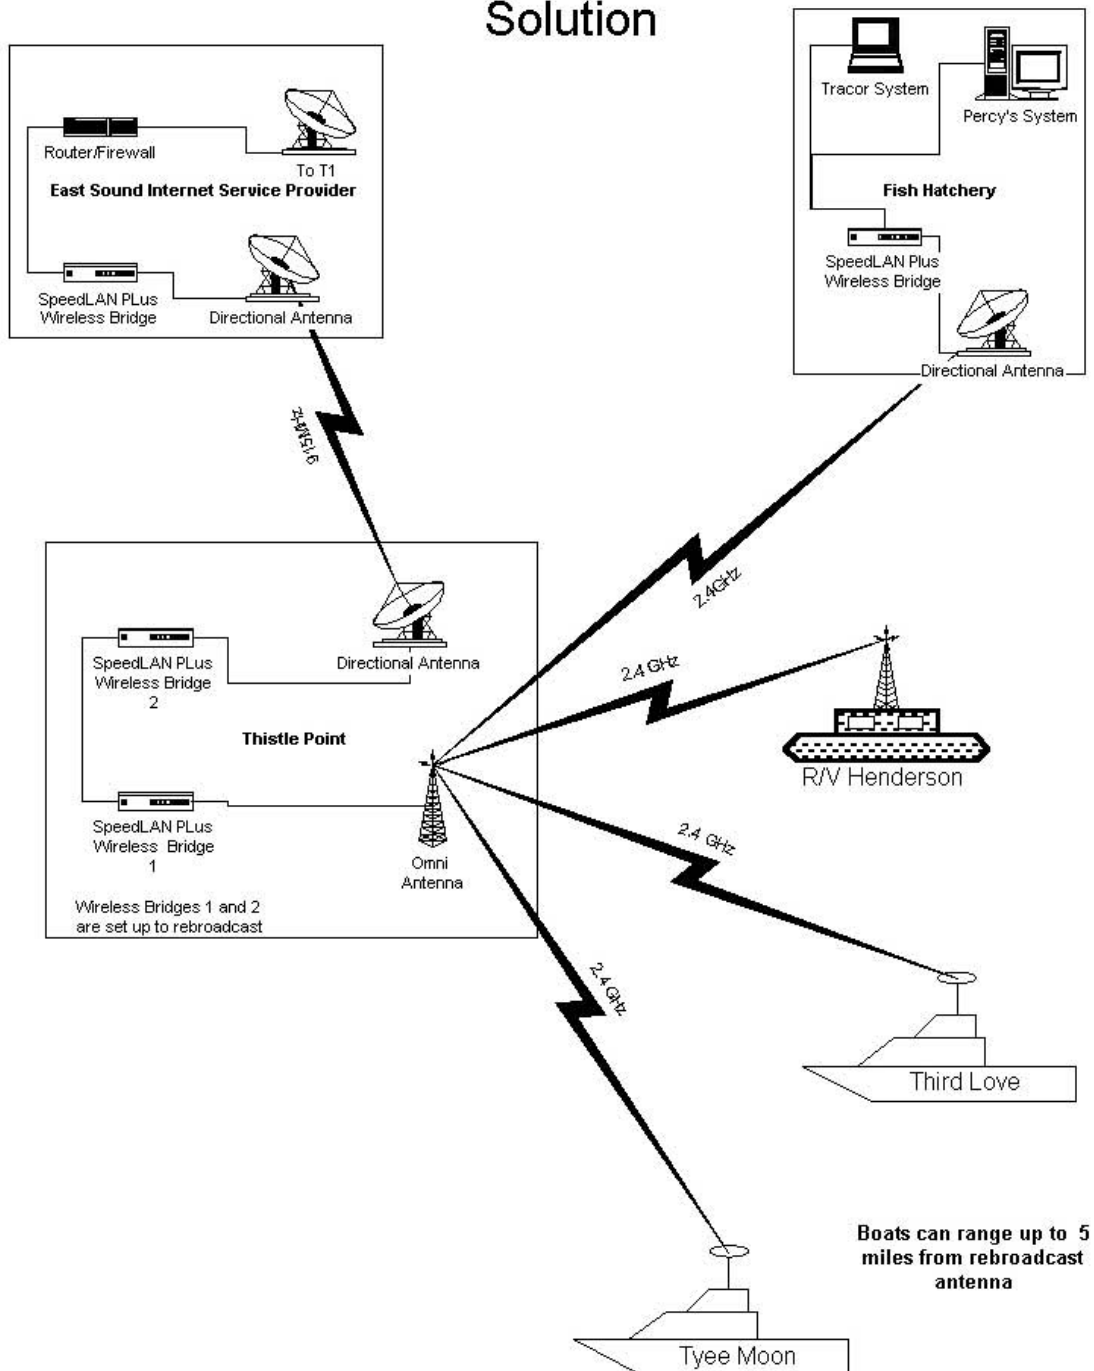 Solution
Router/Firewall
To T1
East Sound Internet Service Provider
SpeedLAN PLus
Wireless Bridge
Directional Antenna
Tracor System
Percy's System
Fish Hatchery
SpeedLAN Plus
Wireless Bridge
Directional Antenna
915MHz
2.4GHz
SpeedLAN PLus
Wireless Bridge
2
Directional Antenna
Thistle Point
SpeedLAN PLus
Wireless Bridge
1
Omni
Antenna
Wireless Bridges 1 and 2
are set up to rebroadcast
2.4 GHz
R/V Henderson
2.4 GHz
Third Love
2.4 GHz
Boats can range up to 5
miles from rebroadcast
antenna
Tyee Moon